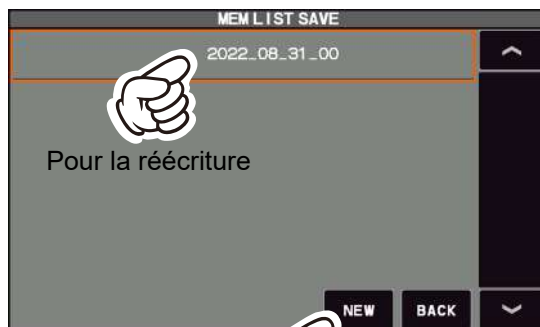 MEM LIST SAVE
2022_08_31_00
Pour la réécriture
NEW BACK